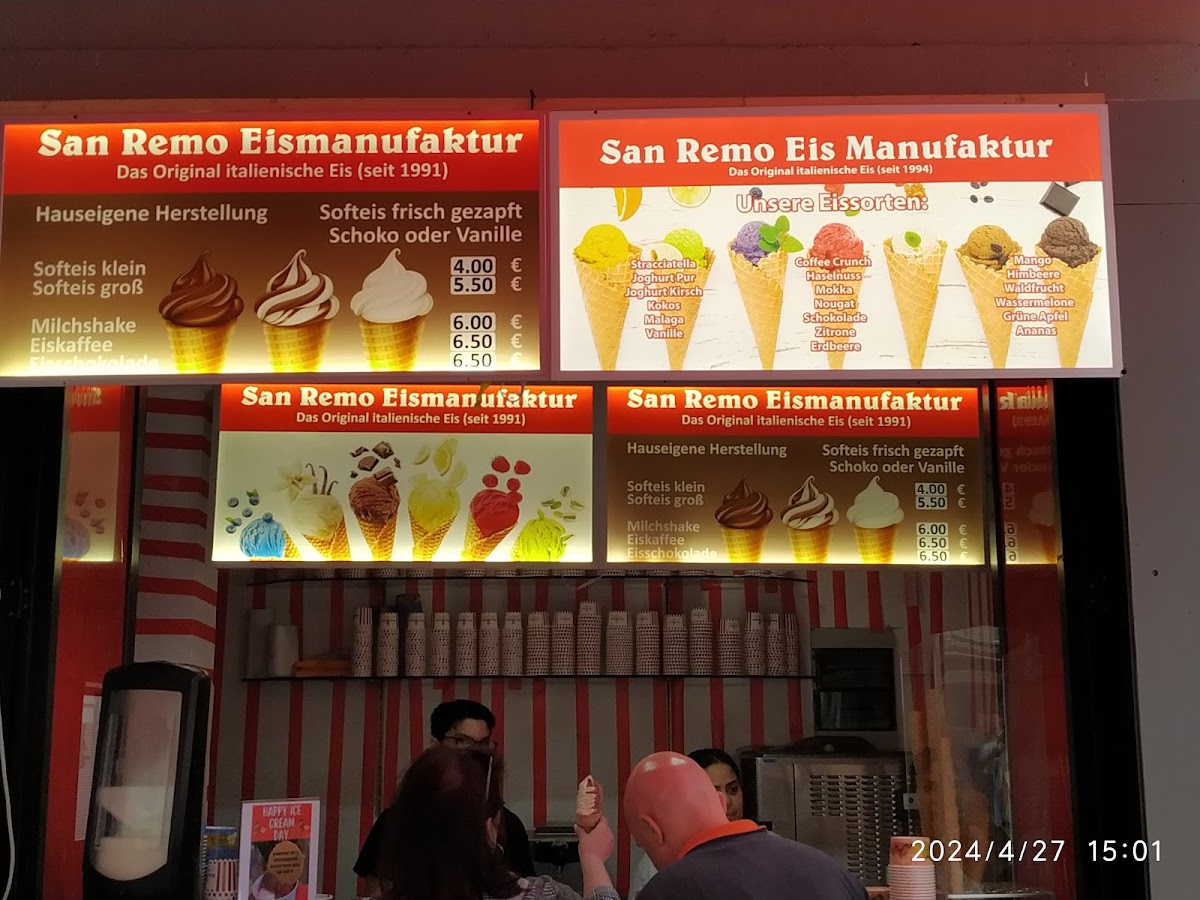 San Remo Eismanufaktur
Das Original italienische Eis (seit 1991)
Hauseigene Herstellung
Softeis frisch gezapft
Schoko oder Vanille
Softeis klein 4.00 €
Softeis groß 5.50 €
Milchshake 6.00 €
Eiskaffee 6.50 €
Eisschokolade 6.50 €
San Remo Eis Manufaktur
Das Original italienische Eis (seit 1994)
Unsere Eissorten:
Stracciatella
Joghurt Pur
Joghurt Kirsch
Kokos
Malaga
Vanille
Coffee Crunch
Haselnuss
Mokka
Nougat
Schokolade
Zitrone
Erdbeere
Mango
Himbeere
Waldfrucht
Wassermelone
Grüne Apfel
Ananas
San Remo Eismanufaktur
Das Original italienische Eis (seit 1991)
San Remo Eismanufaktur
Das Original italienische Eis (seit 1991)
Hauseigene Herstellung
Softeis frisch gezapft
Schoko oder Vanille
Softeis klein 4.00 €
Softeis groß 5.50 €
Milchshake 6.00 €
Eiskaffee 6.50 €
Eisschokolade 6.50 €
HAPPY ICE
CREAM
DAY
2024/4/27 15:01